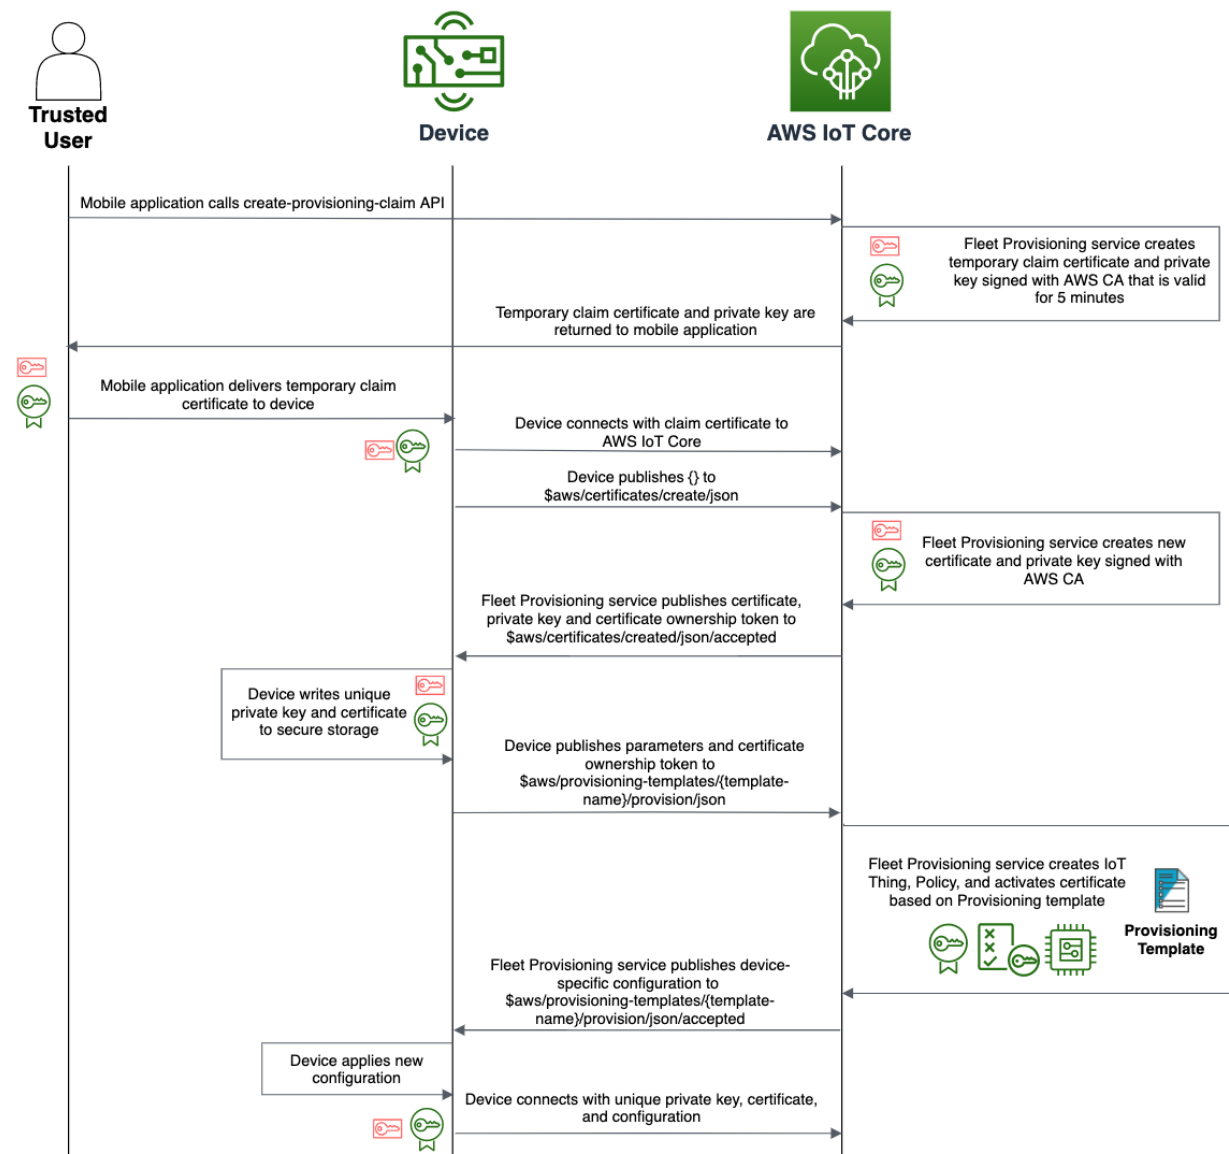 Trusted
User
Device
AWS IoT Core
Mobile application calls create-provisioning-claim API
Fleet Provisioning service creates
temporary claim certificate and private
key signed with AWS CA that is valid
for 5 minutes
Temporary claim certificate and private key are
returned to mobile application
Mobile application delivers temporary claim
certificate to device
Device connects with claim certificate to
AWS IoT Core
Device publishes {} to
$aws/certificates/create/json
Fleet Provisioning service creates new
certificate and private key signed with
AWS CA
Fleet Provisioning service publishes certificate,
private key and certificate ownership token to
$aws/certificates/created/json/accepted
Device writes unique
private key and certificate
to secure storage
Device publishes parameters and certificate
ownership token to
$aws/provisioning-templates/{template-
name}/provision/json
Fleet Provisioning service creates IoT
Thing, Policy, and activates certificate
based on Provisioning template
Provisioning
Template
Fleet Provisioning service publishes device-
specific configuration to
$aws/provisioning-templates/{template-
name}/provision/json/accepted
Device applies new
configuration
Device connects with unique private key, certificate,
and configuration